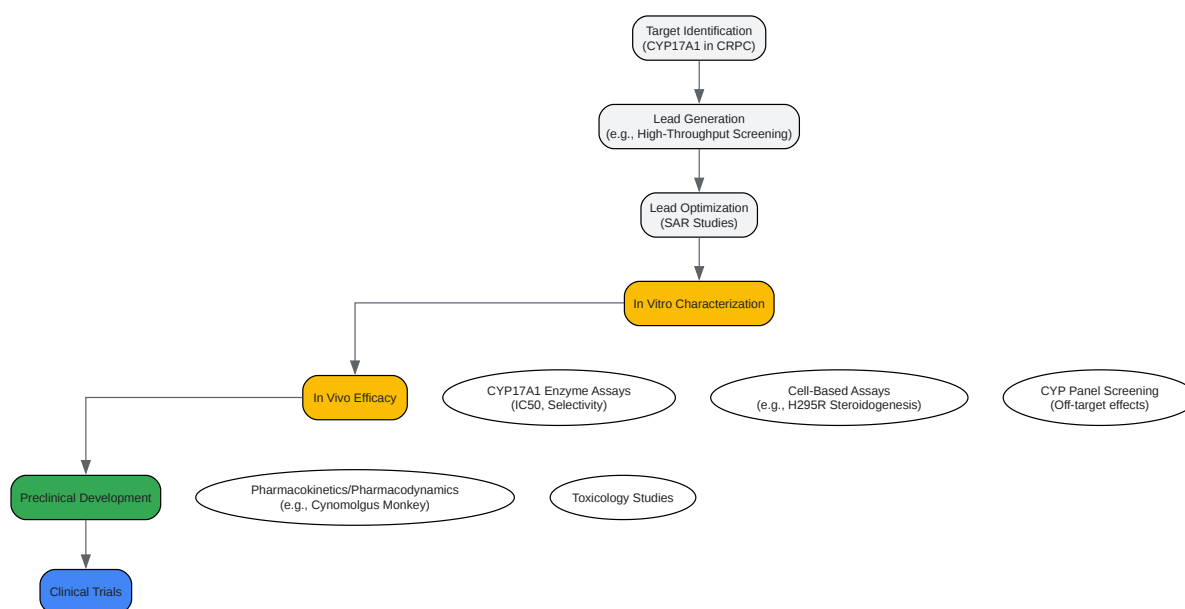 Target Identification
(CYP17A1 in CRPC)
Lead Generation
(e.g., High-Throughput Screening)
Lead Optimization
(SAR Studies)
In Vitro Characterization
In Vivo Efficacy
CYP17A1 Enzyme Assays
(IC50, Selectivity)
Cell-Based Assays
(e.g., H295R Steroidogenesis)
CYP Panel Screening
(Off-target effects)
Preclinical Development
Pharmacokinetics/Pharmacodynamics
(e.g., Cynomolgus Monkey)
Toxicology Studies
Clinical Trials